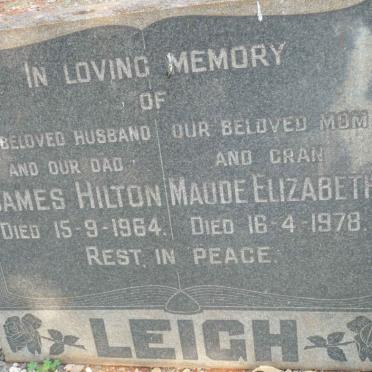 IN LOVING MEMORY
OF
BELOVED HUSBAND
AND OUR DAD
JAMES HILTON
DIED 15-9-1964.
OUR BELOVED MOM
AND GRAN
MAUDE ELIZABETH
DIED 16-4-1978.
REST IN PEACE.
LEIGH